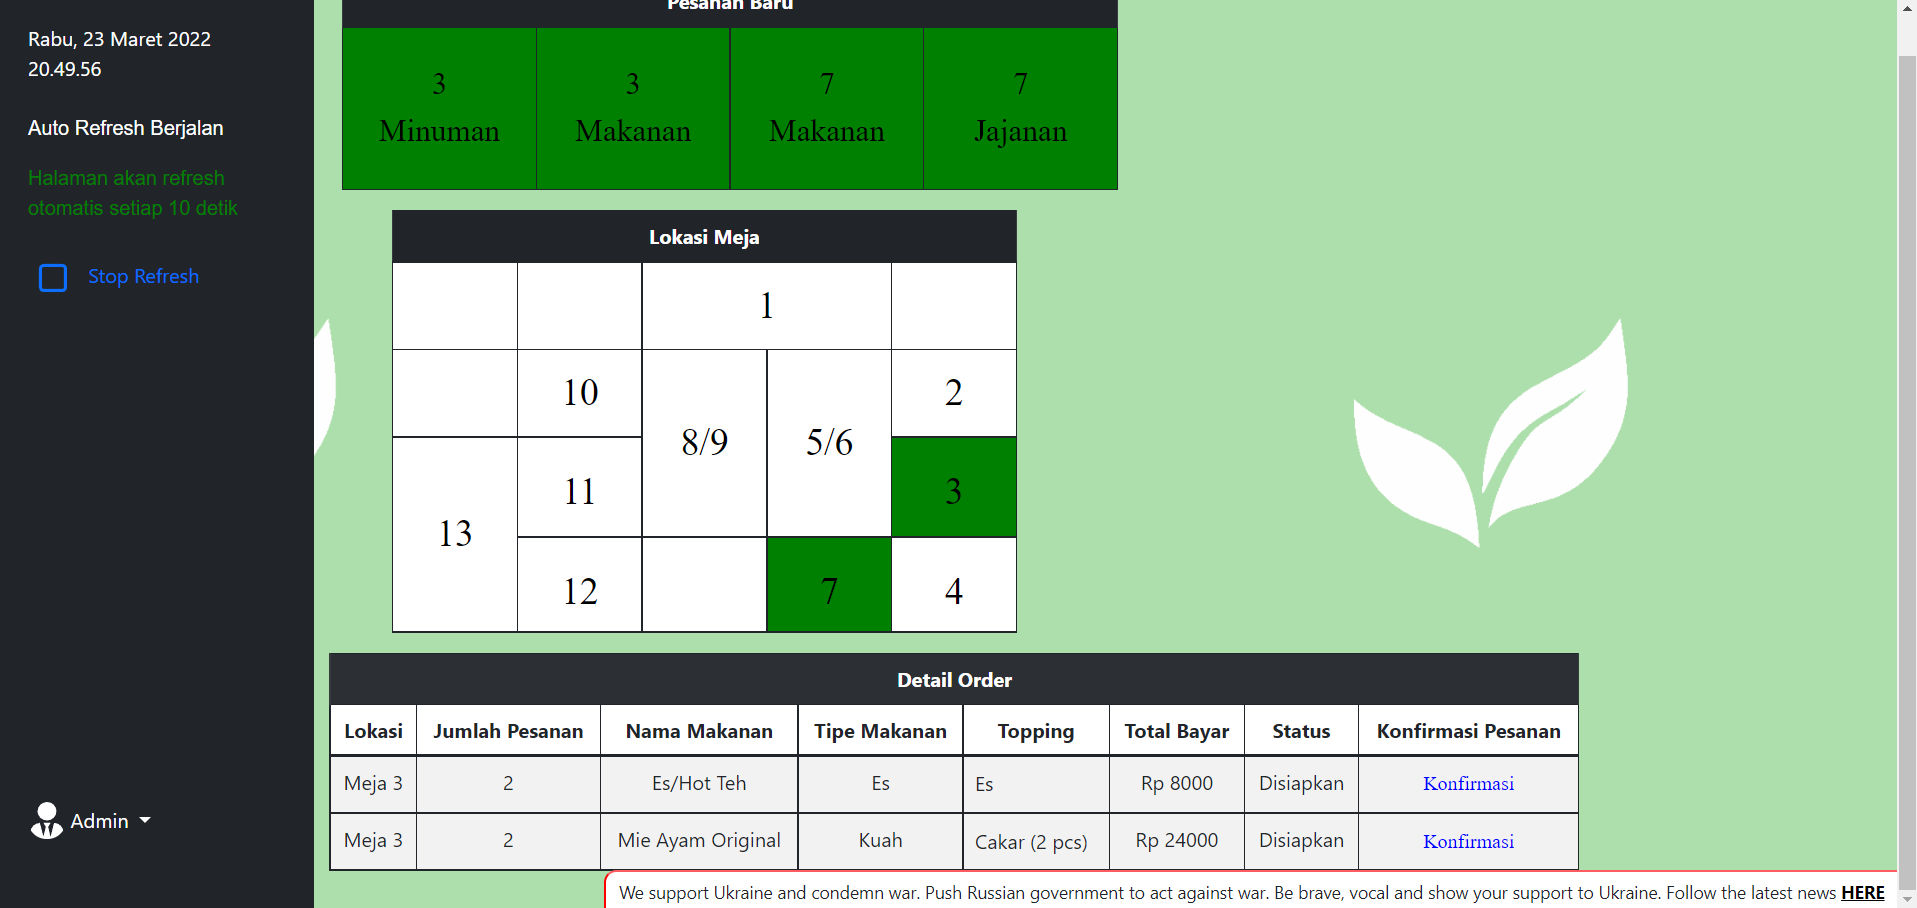 Rabu, 23 Maret 2022
20.49.56
Auto Refresh Berjalan
Halaman akan refresh
otomatis setiap 10 detik
Stop Refresh
Admin
Pesanan Baru
3 3 7 7
Minuman Makanan Makanan Jajanan
Lokasi Meja
1
10 2
8/9 5/6
11 3
13
12 7 4
Detail Order
Lokasi Jumlah Pesanan Nama Makanan Tipe Makanan Topping Total Bayar Status Konfirmasi Pesanan
Meja 3 2 Es/Hot Teh Es Es Rp 8000 Disiapkan Konfirmasi
Meja 3 2 Mie Ayam Original Kuah Cakar (2 pcs) Rp 24000 Disiapkan Konfirmasi
We support Ukraine and condemn war. Push Russian government to act against war. Be brave, vocal and show your support to Ukraine. Follow the latest news HERE